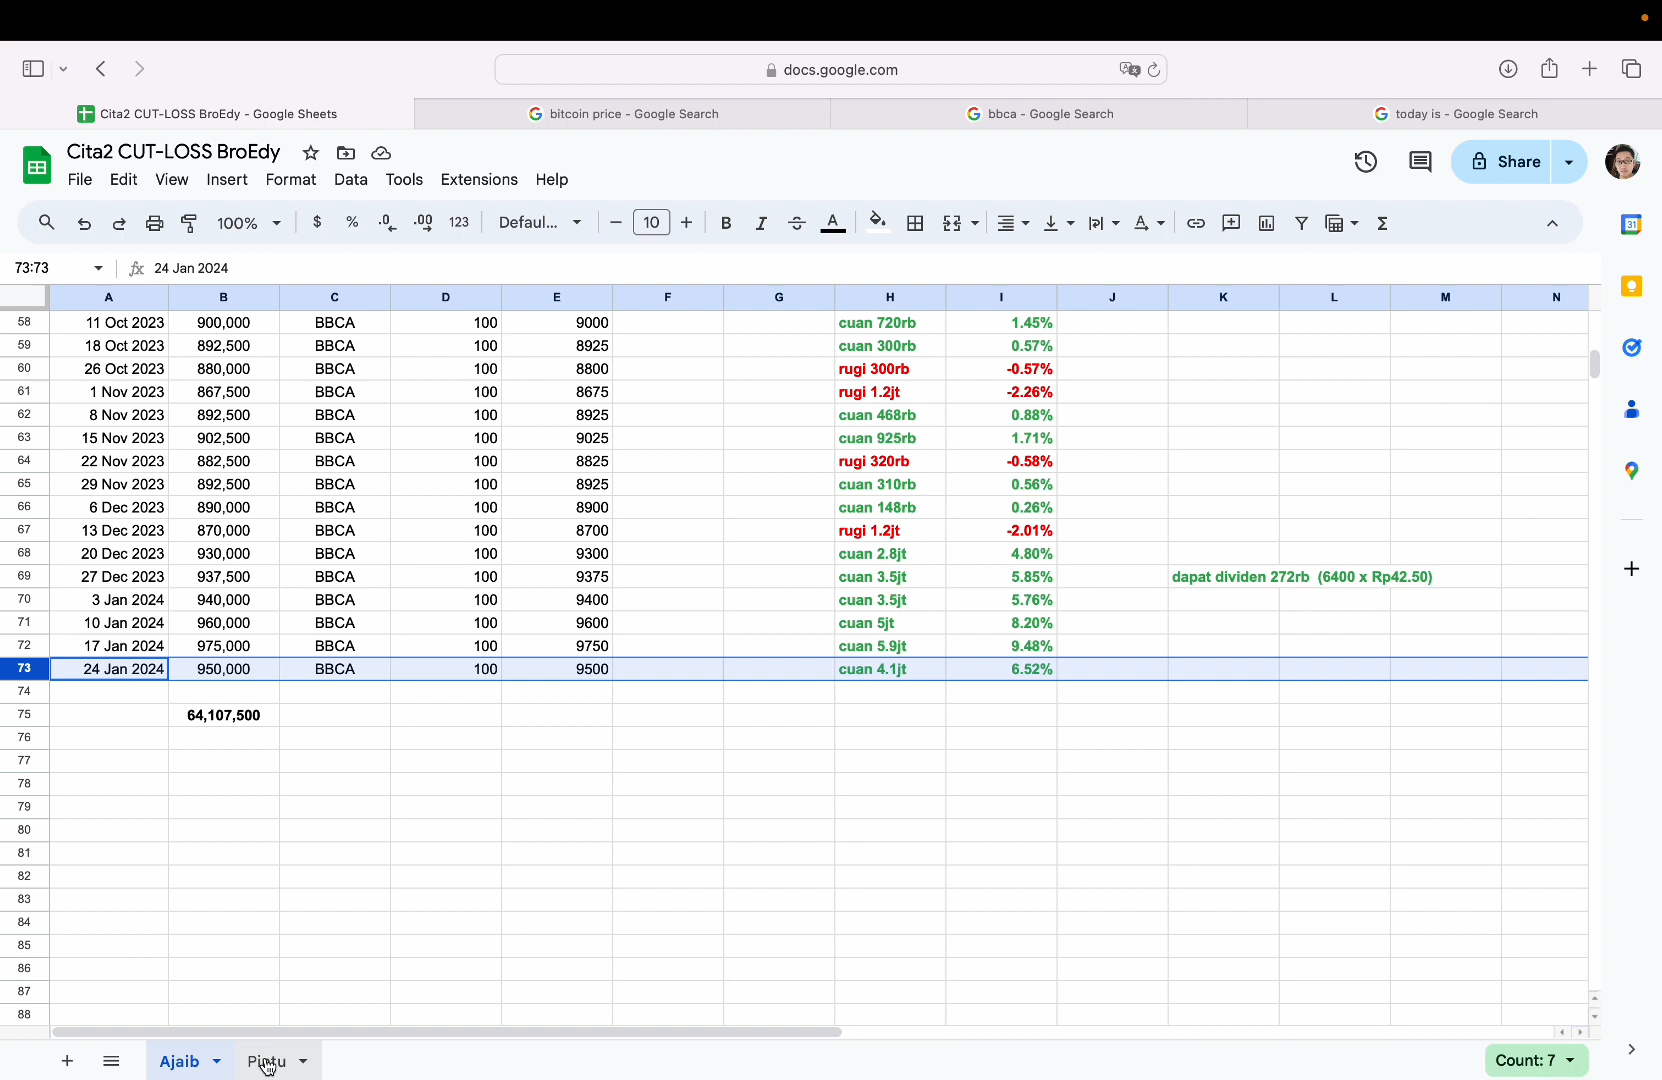 docs.google.com
Cita2 CUT-LOSS BroEdy - Google Sheets
bitcoin price - Google Search
bbca - Google Search
today is - Google Search
Cita2 CUT-LOSS BroEdy
Share
File Edit View Insert Format Data Tools Extensions Help
100% $ % .0 .00 123 Defaul... − 10 + B I S A Σ
31
73:73 fx 24 Jan 2024
A B C D E F G H I J K L M N
58 11 Oct 2023 900,000 BBCA 100 9000 cuan 720rb 1.45%
59 18 Oct 2023 892,500 BBCA 100 8925 cuan 300rb 0.57%
60 26 Oct 2023 880,000 BBCA 100 8800 rugi 300rb -0.57%
61 1 Nov 2023 867,500 BBCA 100 8675 rugi 1.2jt -2.26%
62 8 Nov 2023 892,500 BBCA 100 8925 cuan 468rb 0.88%
63 15 Nov 2023 902,500 BBCA 100 9025 cuan 925rb 1.71%
64 22 Nov 2023 882,500 BBCA 100 8825 rugi 320rb -0.58%
65 29 Nov 2023 892,500 BBCA 100 8925 cuan 310rb 0.56%
66 6 Dec 2023 890,000 BBCA 100 8900 cuan 148rb 0.26%
67 13 Dec 2023 870,000 BBCA 100 8700 rugi 1.2jt -2.01%
68 20 Dec 2023 930,000 BBCA 100 9300 cuan 2.8jt 4.80%
69 27 Dec 2023 937,500 BBCA 100 9375 cuan 3.5jt 5.85% dapat dividen 272rb (6400 x Rp42.50)
70 3 Jan 2024 940,000 BBCA 100 9400 cuan 3.5jt 5.76%
71 10 Jan 2024 960,000 BBCA 100 9600 cuan 5jt 8.20%
72 17 Jan 2024 975,000 BBCA 100 9750 cuan 5.9jt 9.48%
73 24 Jan 2024 950,000 BBCA 100 9500 cuan 4.1jt 6.52%
74
75 64,107,500
76
77
78
79
80
81
82
83
84
85
86
87
88
Ajaib Pintu Count: 7